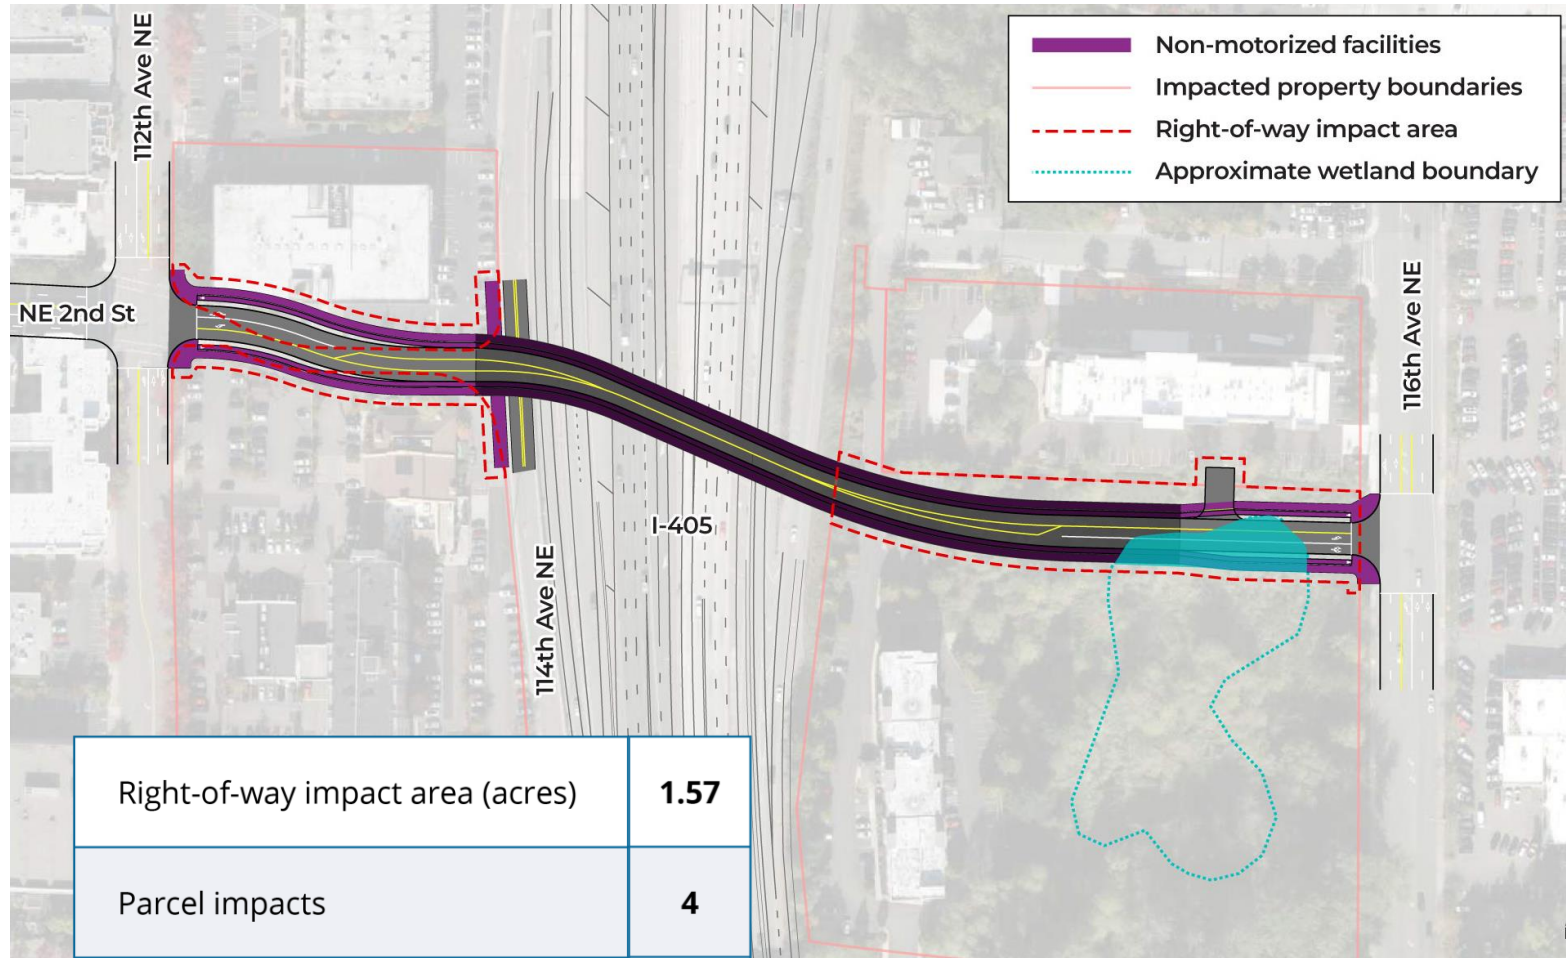 112th Ave NE
Non-motorized facilities
Impacted property boundaries
Right-of-way impact area
Approximate wetland boundary
NE 2nd St
116th Ave NE
I-405
114th Ave NE
Right-of-way impact area (acres) 1.57
Parcel impacts 4